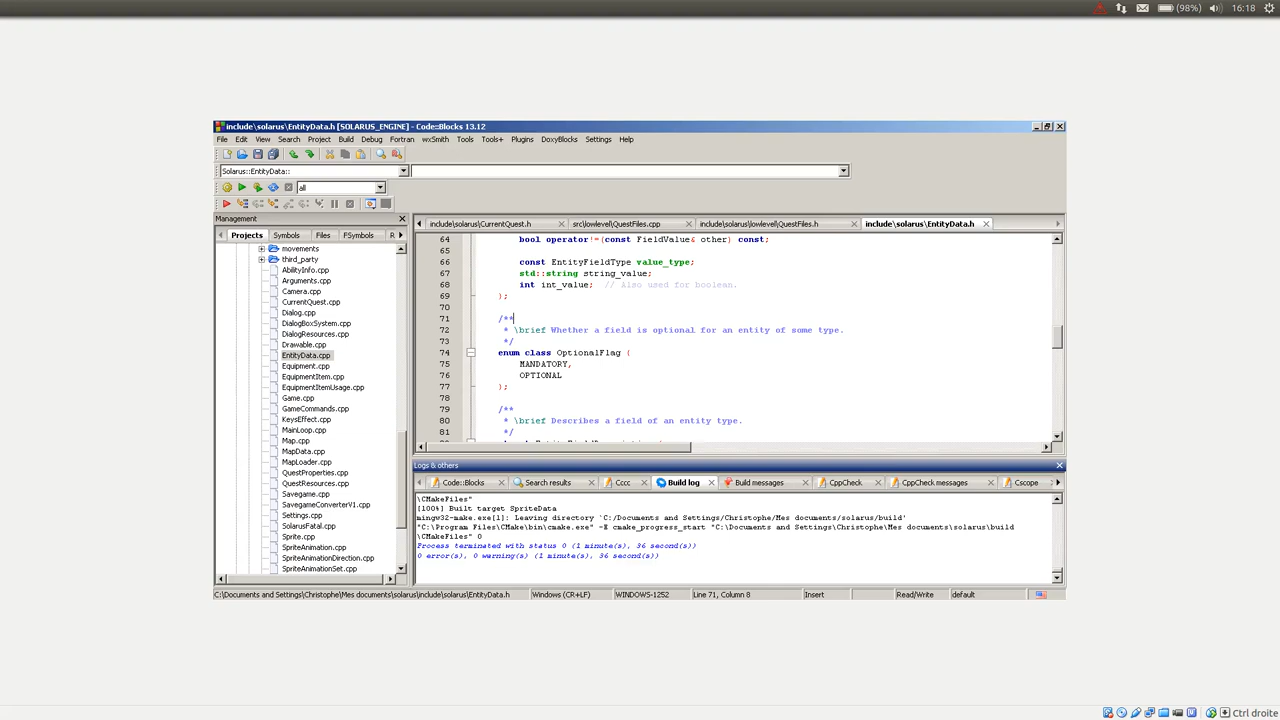 (98%) 16:18
include\solarus\EntityData.h [SOLARUS_ENGINE] - Code::Blocks 13.12
File Edit View Search Project Build Debug Fortran wxSmith Tools Tools+ Plugins DoxyBlocks Settings Help
Solarus::EntityData::
all
Management
Projects Symbols Files FSymbols R
movements
third_party
AbilityInfo.cpp
Arguments.cpp
Camera.cpp
CurrentQuest.cpp
Dialog.cpp
DialogBoxSystem.cpp
DialogResources.cpp
Drawable.cpp
EntityData.cpp
Equipment.cpp
EquipmentItem.cpp
EquipmentItemUsage.cpp
Game.cpp
GameCommands.cpp
KeysEffect.cpp
MainLoop.cpp
Map.cpp
MapData.cpp
MapLoader.cpp
QuestProperties.cpp
QuestResources.cpp
Savegame.cpp
SavegameConverterV1.cpp
Settings.cpp
SolarusFatal.cpp
Sprite.cpp
SpriteAnimation.cpp
SpriteAnimationDirection.cpp
SpriteAnimationSet.cpp
include\solarus\CurrentQuest.h src\lowlevel\QuestFiles.cpp include\solarus\lowlevel\QuestFiles.h include\solarus\EntityData.h
64 bool operator!=(const FieldValue& other) const;
65
66 const EntityFieldType value_type;
67 std::string string_value;
68 int int_value; // Also used for boolean.
69 };
70
71 /**
72 * \brief Whether a field is optional for an entity of some type.
73 */
74 enum class OptionalFlag {
75 MANDATORY,
76 OPTIONAL
77 };
78
79 /**
80 * \brief Describes a field of an entity type.
81 */
Logs & others
Code::Blocks Search results Cccc Build log Build messages CppCheck CppCheck messages Cscope
\CMakeFiles"
[100%] Built target SpriteData
mingw32-make.exe[1]: Leaving directory `C:/Documents and Settings/Christophe/Mes documents/solarus/build'
"C:\Program Files\CMake\bin\cmake.exe" -E cmake_progress_start "C:\Documents and Settings\Christophe\Mes documents\solarus\build
\CMakeFiles" 0
Process terminated with status 0 (1 minute(s), 36 second(s))
0 error(s), 0 warning(s) (1 minute(s), 36 second(s))
C:\Documents and Settings\Christophe\Mes documents\solarus\include\solarus\EntityData.h Windows (CR+LF) WINDOWS-1252 Line 71, Column 8 Insert Read/Write default
Ctrl droite